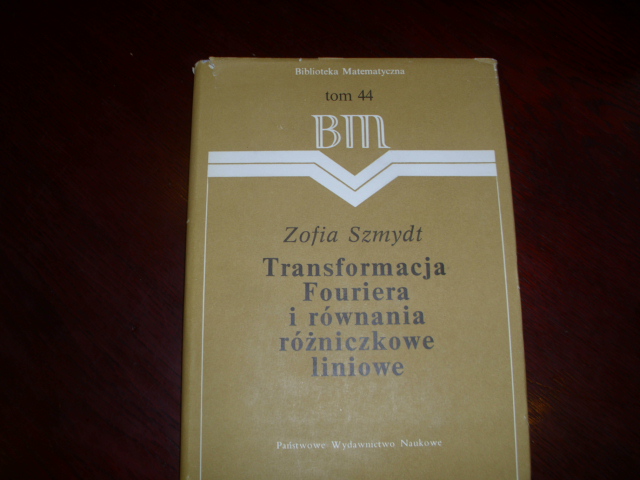 Biblioteka Matematyczna
tom 44
BM
Zofia Szmydt
Transformacja
Fouriera
i równania
różniczkowe
liniowe
Państwowe Wydawnictwo Naukowe